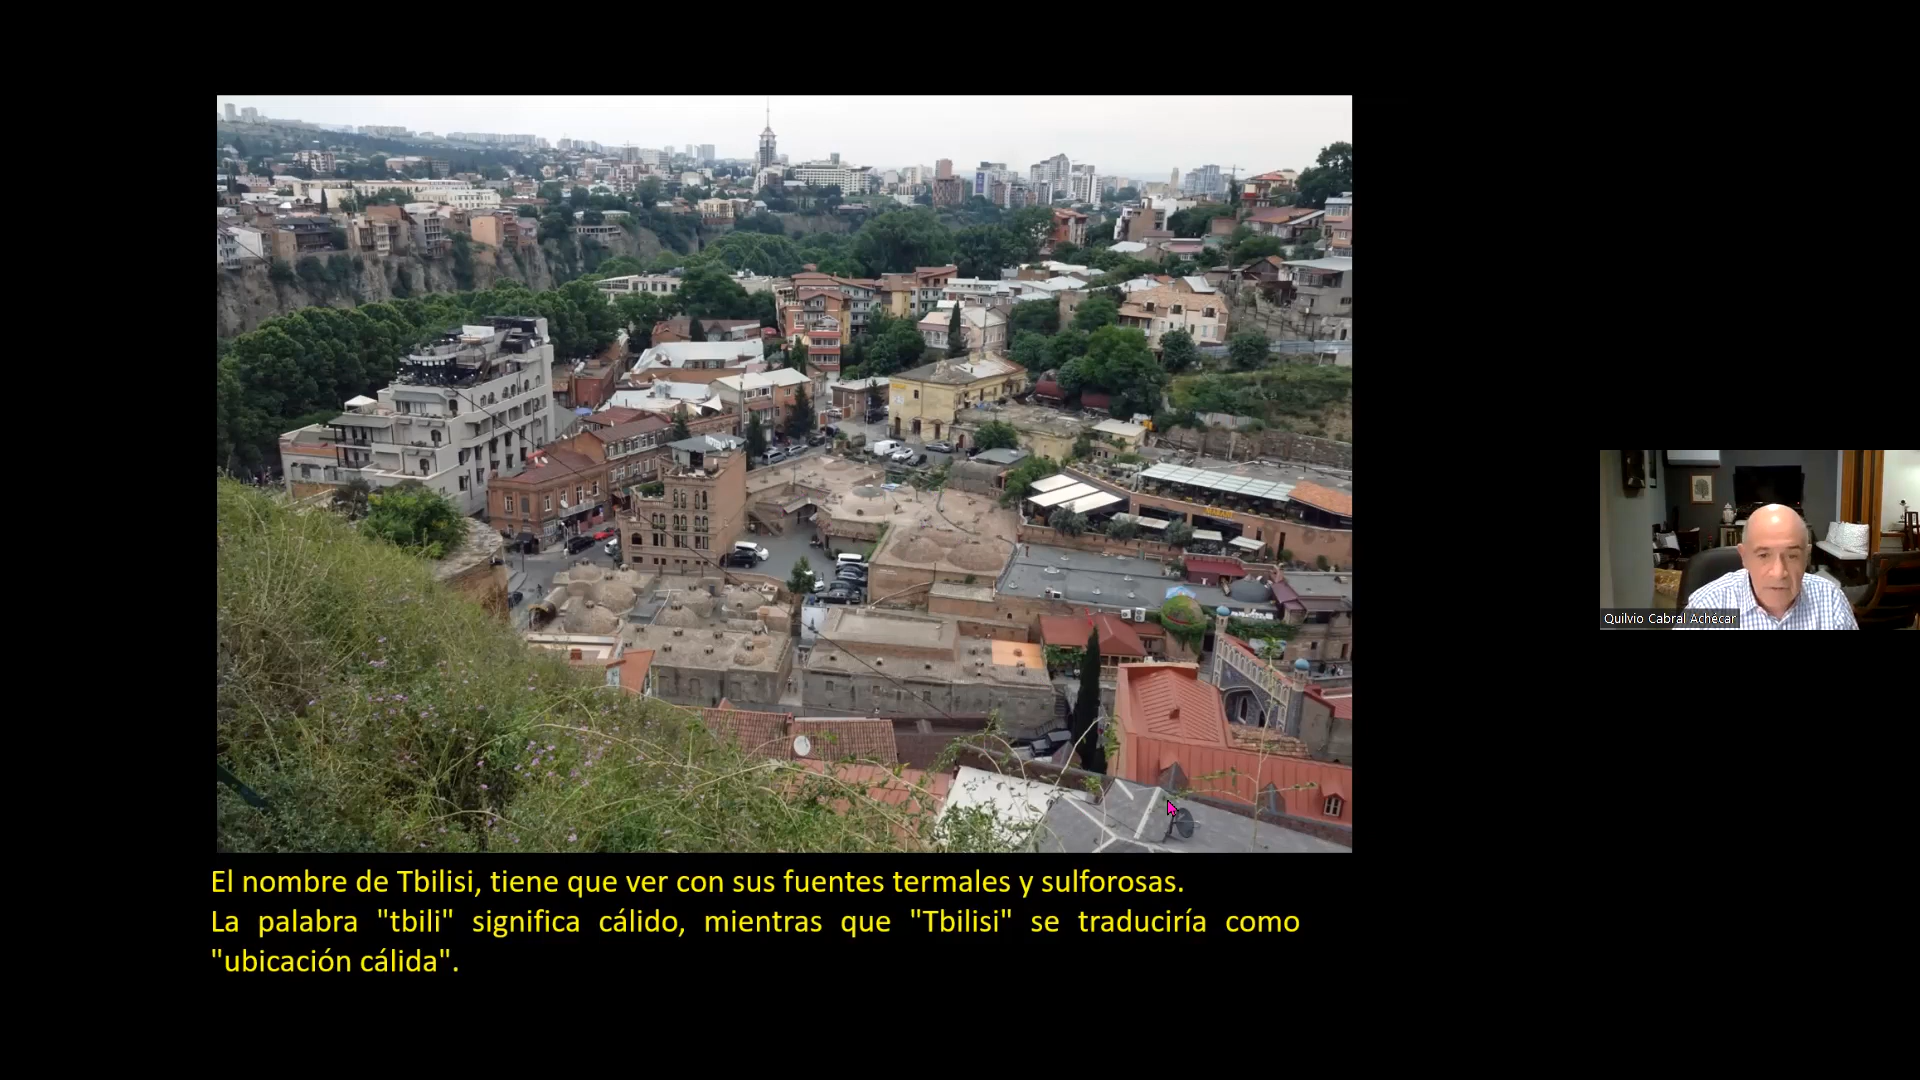 Quilvio Cabral Achécar
El nombre de Tbilisi, tiene que ver con sus fuentes termales y sulforosas.
La palabra "tbili" significa cálido, mientras que "Tbilisi" se traduciría como
"ubicación cálida".